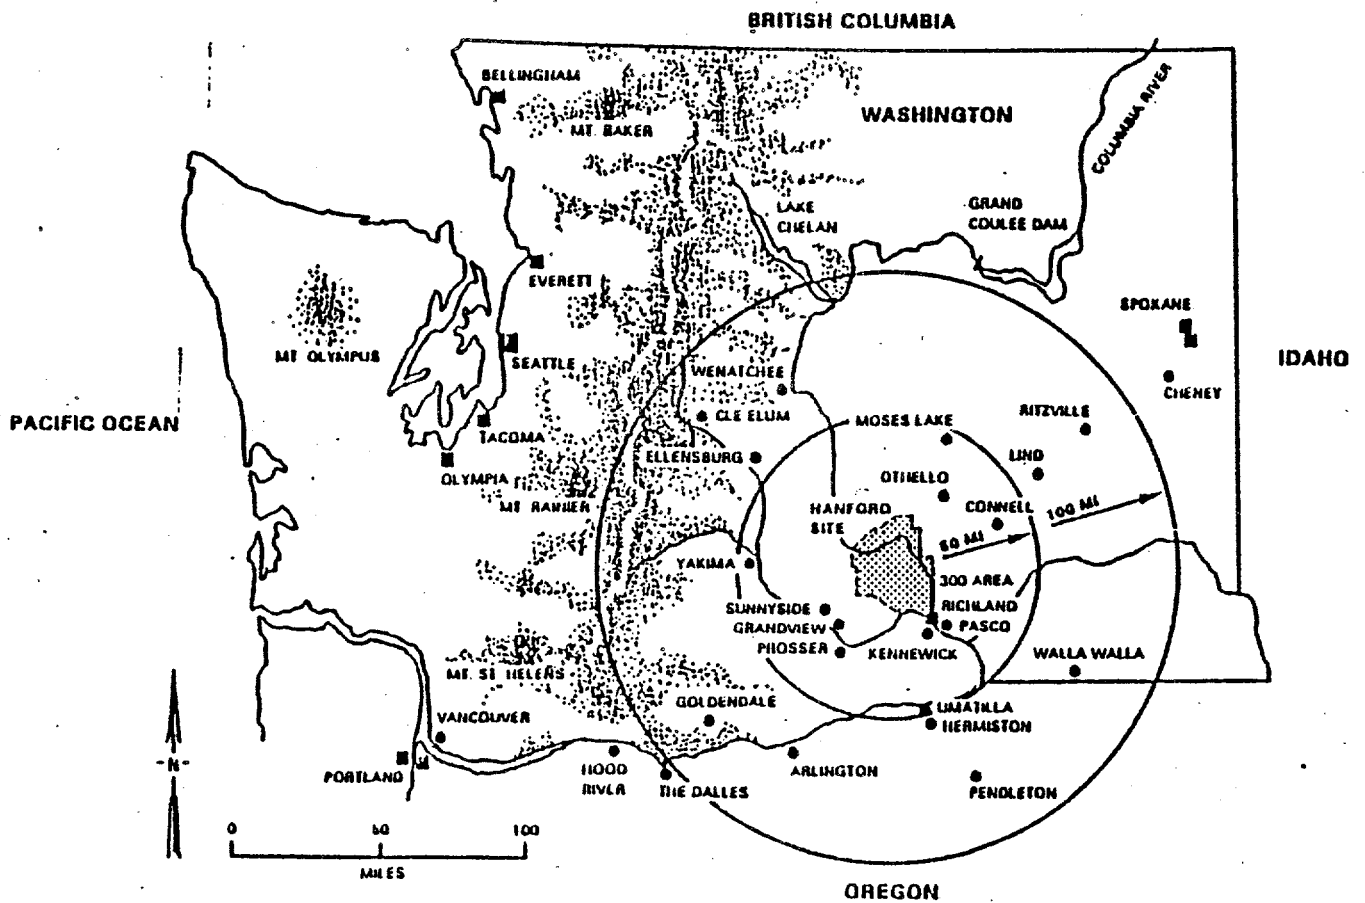 BRITISH COLUMBIA
BELLINGHAM
MT. BAKER
WASHINGTON
COLUMBIA RIVER
LAKE
CHELAN
GRAND
COULEE DAM
EVERETT
SPOKANE
MT OLYMPUS
SEATTLE
IDAHO
WENATCHEE
CHENEY
CLE ELUM
RITZVILLE
PACIFIC OCEAN
MOSES LAKE
TACOMA
ELLENSBURG
LIND
OLYMPIA
OTHELLO
MT RAINIER
HANFORD
SITE
CONNELL
100 MI
50 MI
YAKIMA
300 AREA
SUNNYSIDE
RICHLAND
GRANDVIEW
PASCO
PROSSER
KENNEWICK
WALLA WALLA
MT. ST. HELENS
GOLDENDALE
UMATILLA
VANCOUVER
HERMISTON
N
PORTLAND
HOOD
RIVER
THE DALLES
ARLINGTON
PENDLETON
0 50 100
MILES
OREGON